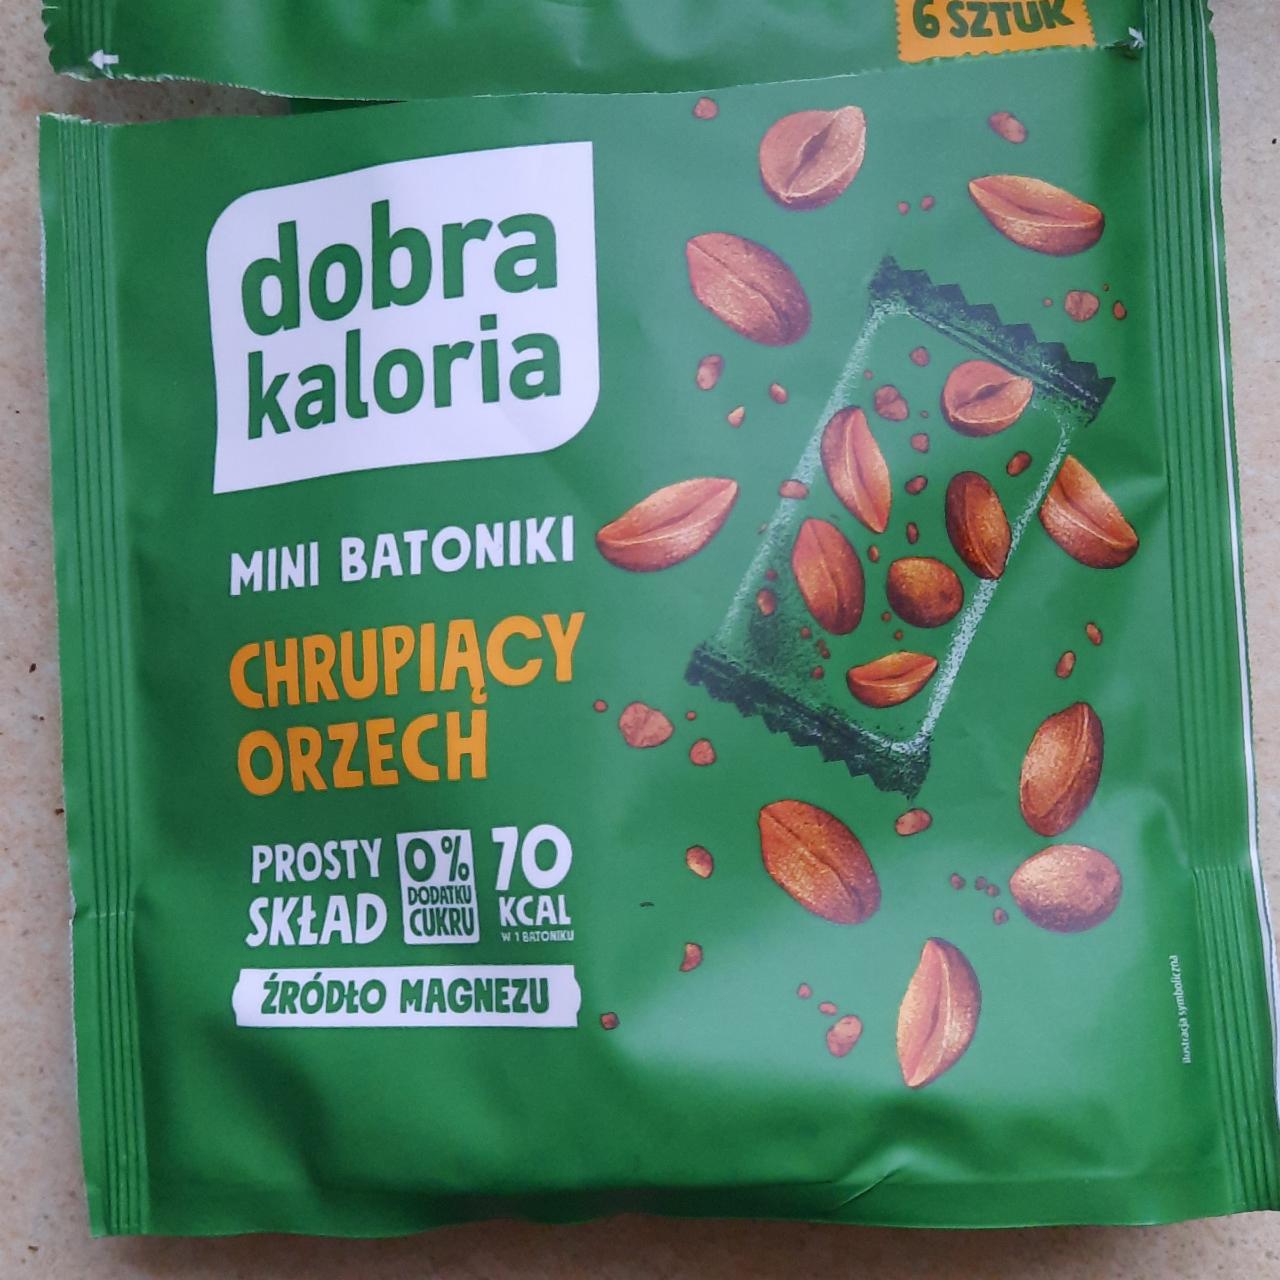 6 SZTUK
dobra
kaloria
MINI BATONIKI
CHRUPIĄCY
ORZECH
PROSTY
SKŁAD
0%
DODATKU
CUKRU
70
KCAL
W 1 BATONIKU
ŹRÓDŁO MAGNEZU
ilustracja symboliczna